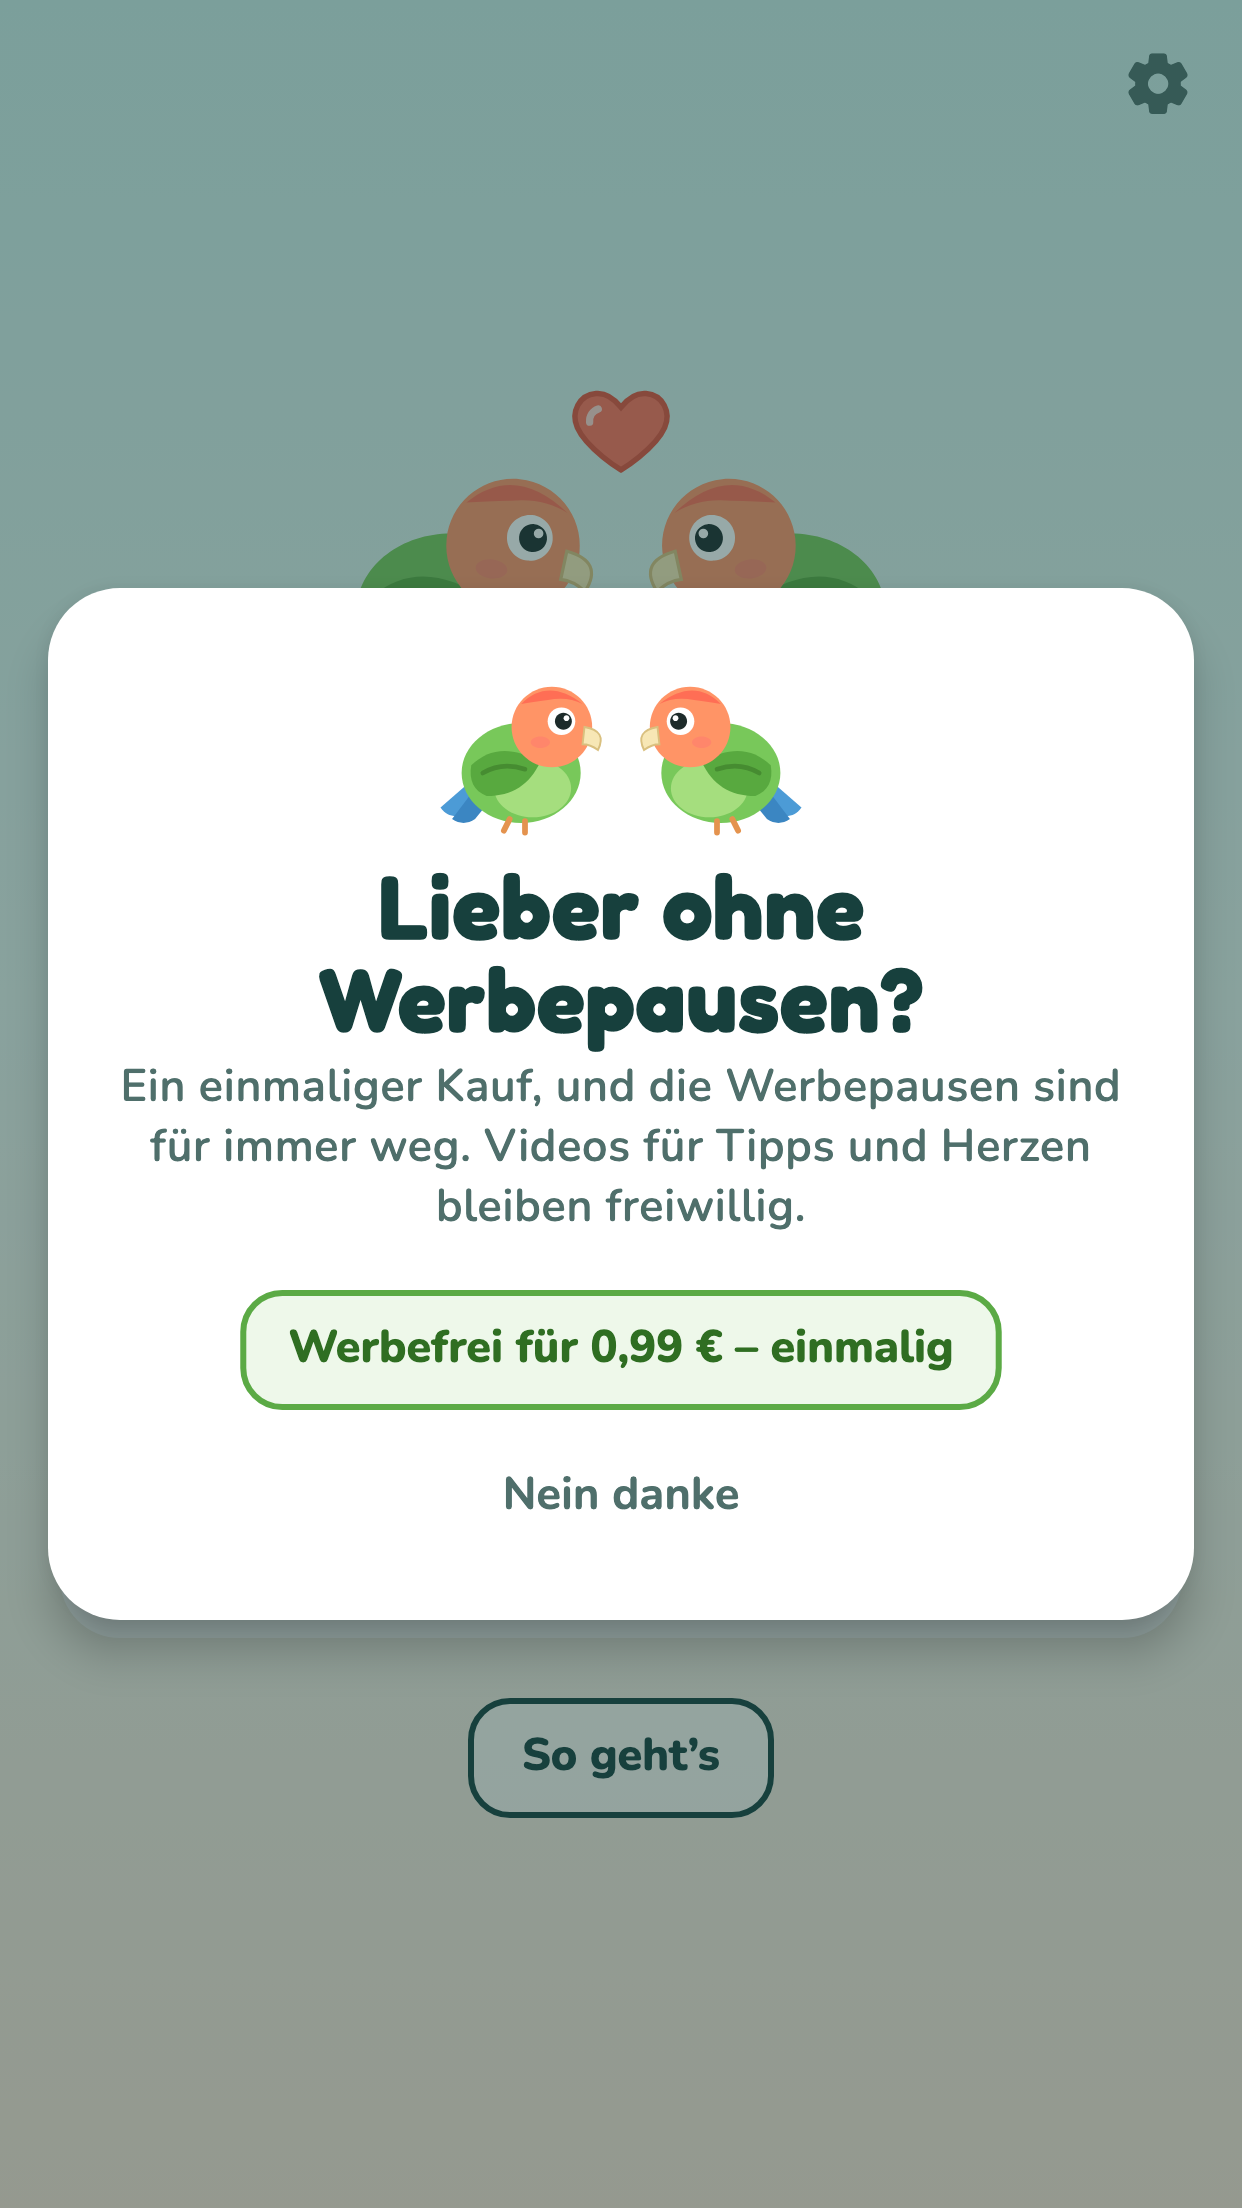 Lieber ohne
Werbepausen?
Ein einmaliger Kauf, und die Werbepausen sind
für immer weg. Videos für Tipps und Herzen
bleiben freiwillig.
Werbefrei für 0,99 € – einmalig
Nein danke
So geht’s